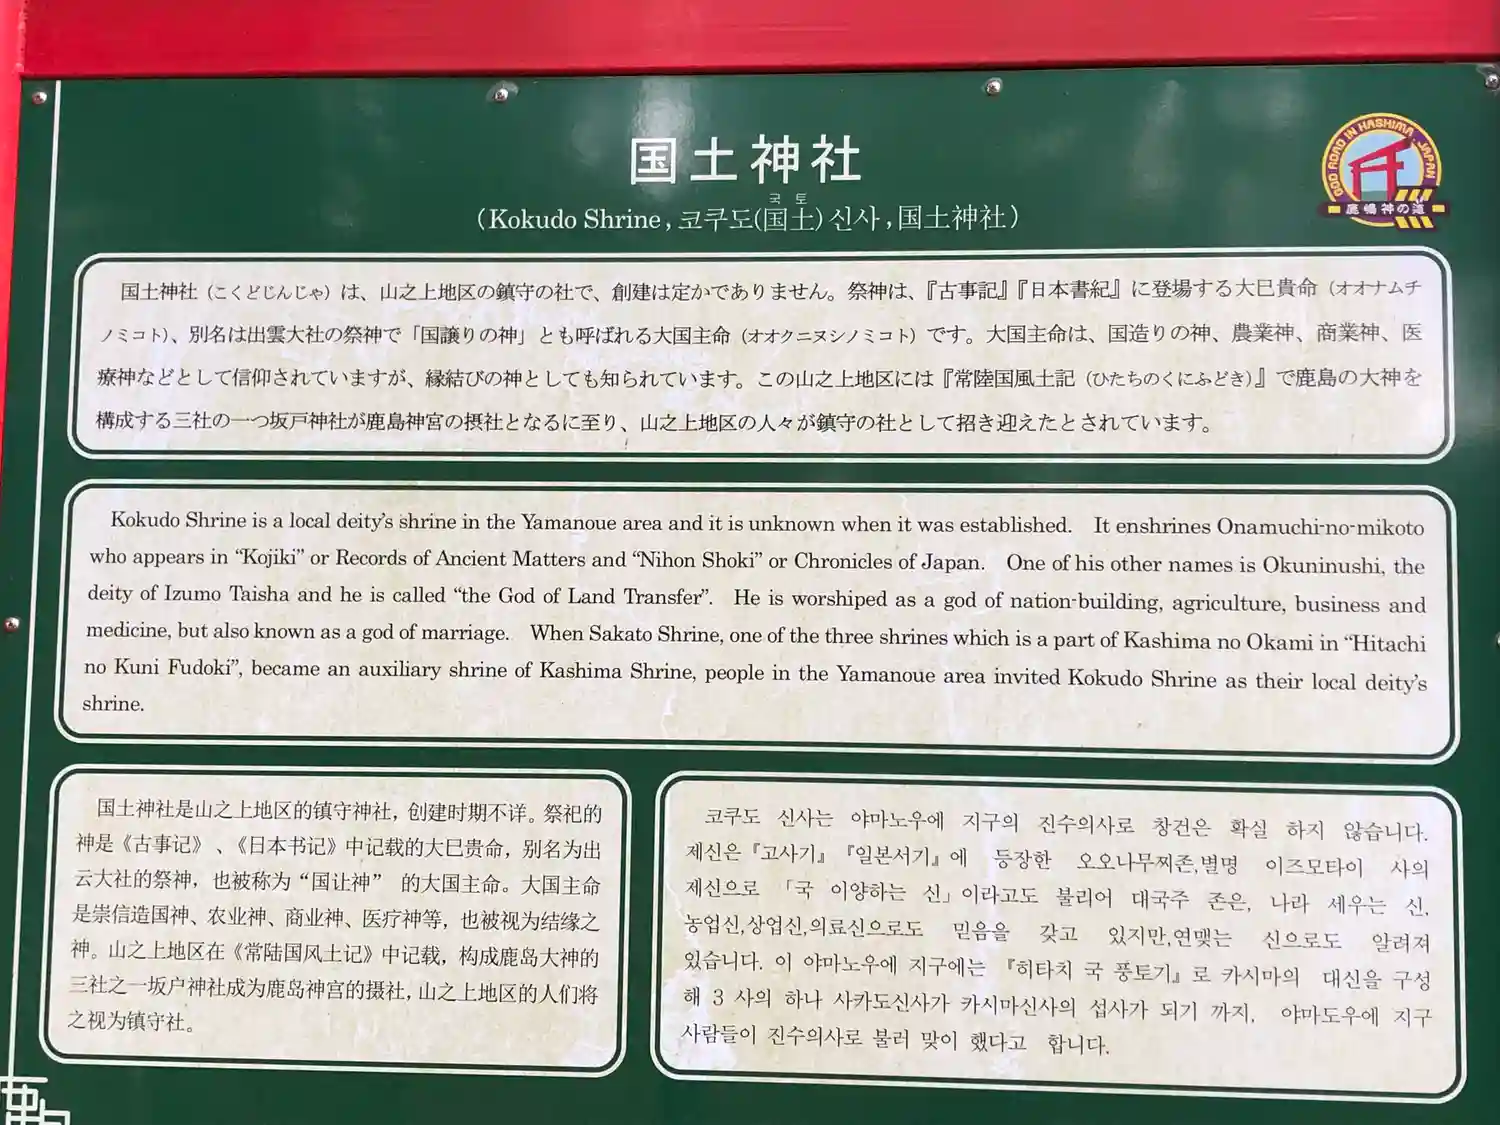 国土神社
国土
(Kokudo Shrine, 코쿠도(国土) 신사, 国土神社)
GOD ROAD IN KASHIMA, JAPAN
鹿嶋神の道
国土神社（こくどじんじゃ）は、山之上地区の鎮守の社で、創建は定かでありません。祭神は、『古事記』『日本書紀』に登場する大巳貴命（オオナムチ
ノミコト）、別名は出雲大社の祭神で「国譲りの神」とも呼ばれる大国主命（オオクニヌシノミコト）です。大国主命は、国造りの神、農業神、商業神、医
療神などとして信仰されていますが、縁結びの神としても知られています。この山之上地区には『常陸国風土記（ひたちのくにふどき）』で鹿島の大神を
構成する三社の一つ坂戸神社が鹿島神宮の摂社となるに至り、山之上地区の人々が鎮守の社として招き迎えたとされています。
Kokudo Shrine is a local deity's shrine in the Yamanoue area and it is unknown when it was established. It enshrines Onamuchi-no-mikoto
who appears in “Kojiki” or Records of Ancient Matters and “Nihon Shoki” or Chronicles of Japan. One of his other names is Okuninushi, the
deity of Izumo Taisha and he is called “the God of Land Transfer”. He is worshiped as a god of nation-building, agriculture, business and
medicine, but also known as a god of marriage. When Sakato Shrine, one of the three shrines which is a part of Kashima no Okami in “Hitachi
no Kuni Fudoki”, became an auxiliary shrine of Kashima Shrine, people in the Yamanoue area invited Kokudo Shrine as their local deity's
shrine.
国土神社是山之上地区的镇守神社，创建时期不详。祭祀的
神是《古事记》、《日本书记》中记载的大巳贵命，别名为出
云大社的祭神，也被称为“国让神” 的大国主命。大国主命
是崇信造国神、农业神、商业神、医疗神等，也被视为结缘之
神。山之上地区在《常陆国风土记》中记载，构成鹿岛大神的
三社之一坂户神社成为鹿岛神宫的摄社，山之上地区的人们将
之视为镇守社。
코쿠도 신사는 야마노우에 지구의 진수의사로 창건은 확실 하지 않습니다.
제신은『고사기』『일본서기』에 등장한 오오나무찌존,별명 이즈모타이 사의
제신으로 「국 이양하는 신」이라고도 불리어 대국주 존은, 나라 세우는 신,
농업신,상업신,의료신으로도 믿음을 갖고 있지만,연맺는 신으로도 알려져
있습니다. 이 야마노우에 지구에는 『히타치 국 풍토기』로 카시마의 대신을 구성
해 3 사의 하나 사카도신사가 카시마신사의 섭사가 되기 까지, 야마도우에 지구
사람들이 진수의사로 불러 맞이 했다고 합니다.